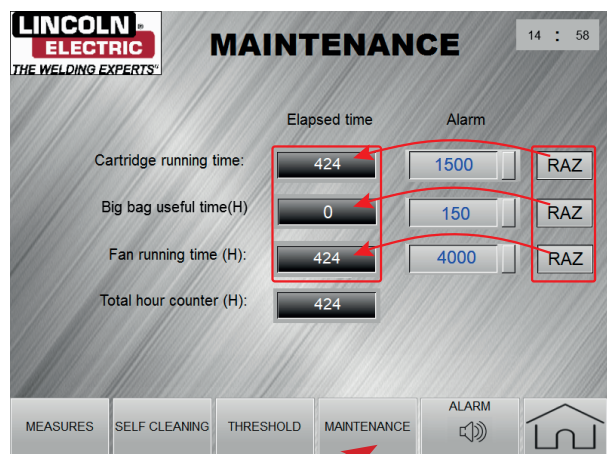 LINCOLN ®
ELECTRIC
THE WELDING EXPERTS®
MAINTENANCE
14 : 58
Elapsed time Alarm
Cartridge running time: 424 1500 RAZ
Big bag useful time(H) 0 150 RAZ
Fan running time (H): 424 4000 RAZ
Total hour counter (H): 424
ALARM
MEASURES SELF CLEANING THRESHOLD MAINTENANCE